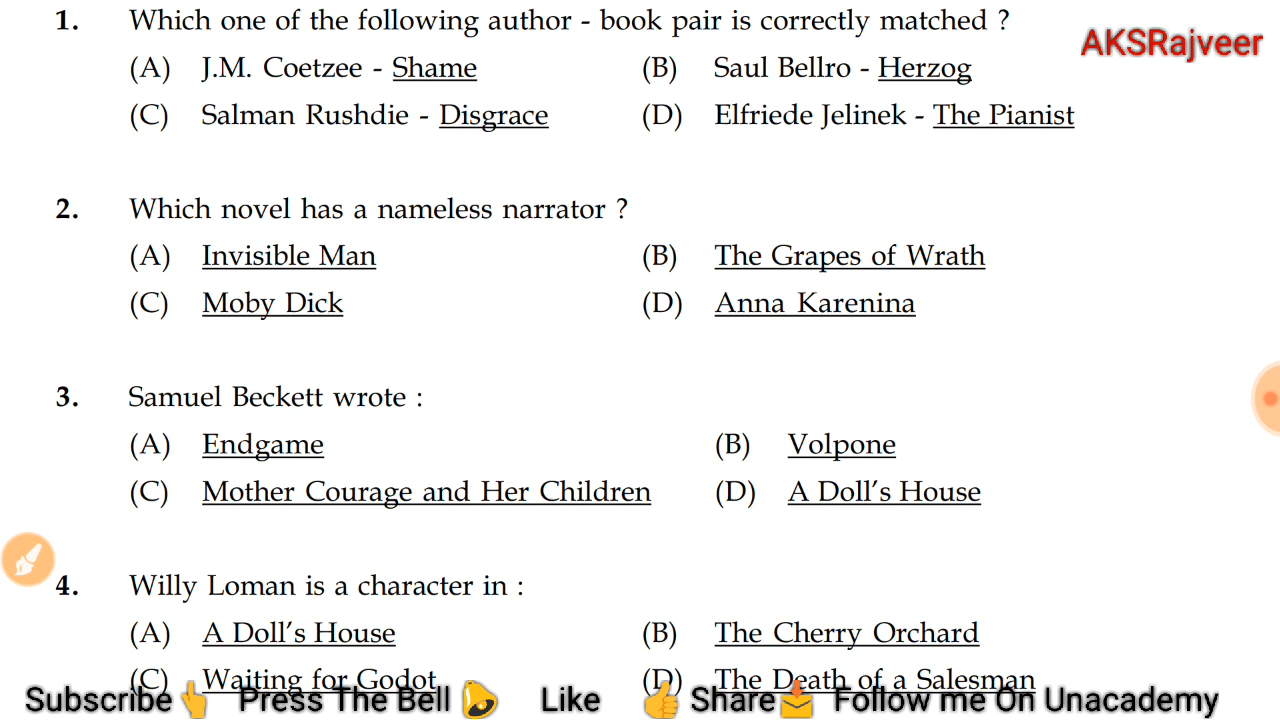 1. Which one of the following author - book pair is correctly matched ?
AKSRajveer
(A) J.M. Coetzee - Shame (B) Saul Bellro - Herzog
(C) Salman Rushdie - Disgrace (D) Elfriede Jelinek - The Pianist
2. Which novel has a nameless narrator ?
(A) Invisible Man (B) The Grapes of Wrath
(C) Moby Dick (D) Anna Karenina
3. Samuel Beckett wrote :
(A) Endgame (B) Volpone
(C) Mother Courage and Her Children (D) A Doll's House
4. Willy Loman is a character in :
(A) A Doll's House (B) The Cherry Orchard
(C) Waiting for Godot (D) The Death of a Salesman
Subscribe Press The Bell Like Share Follow me On Unacademy